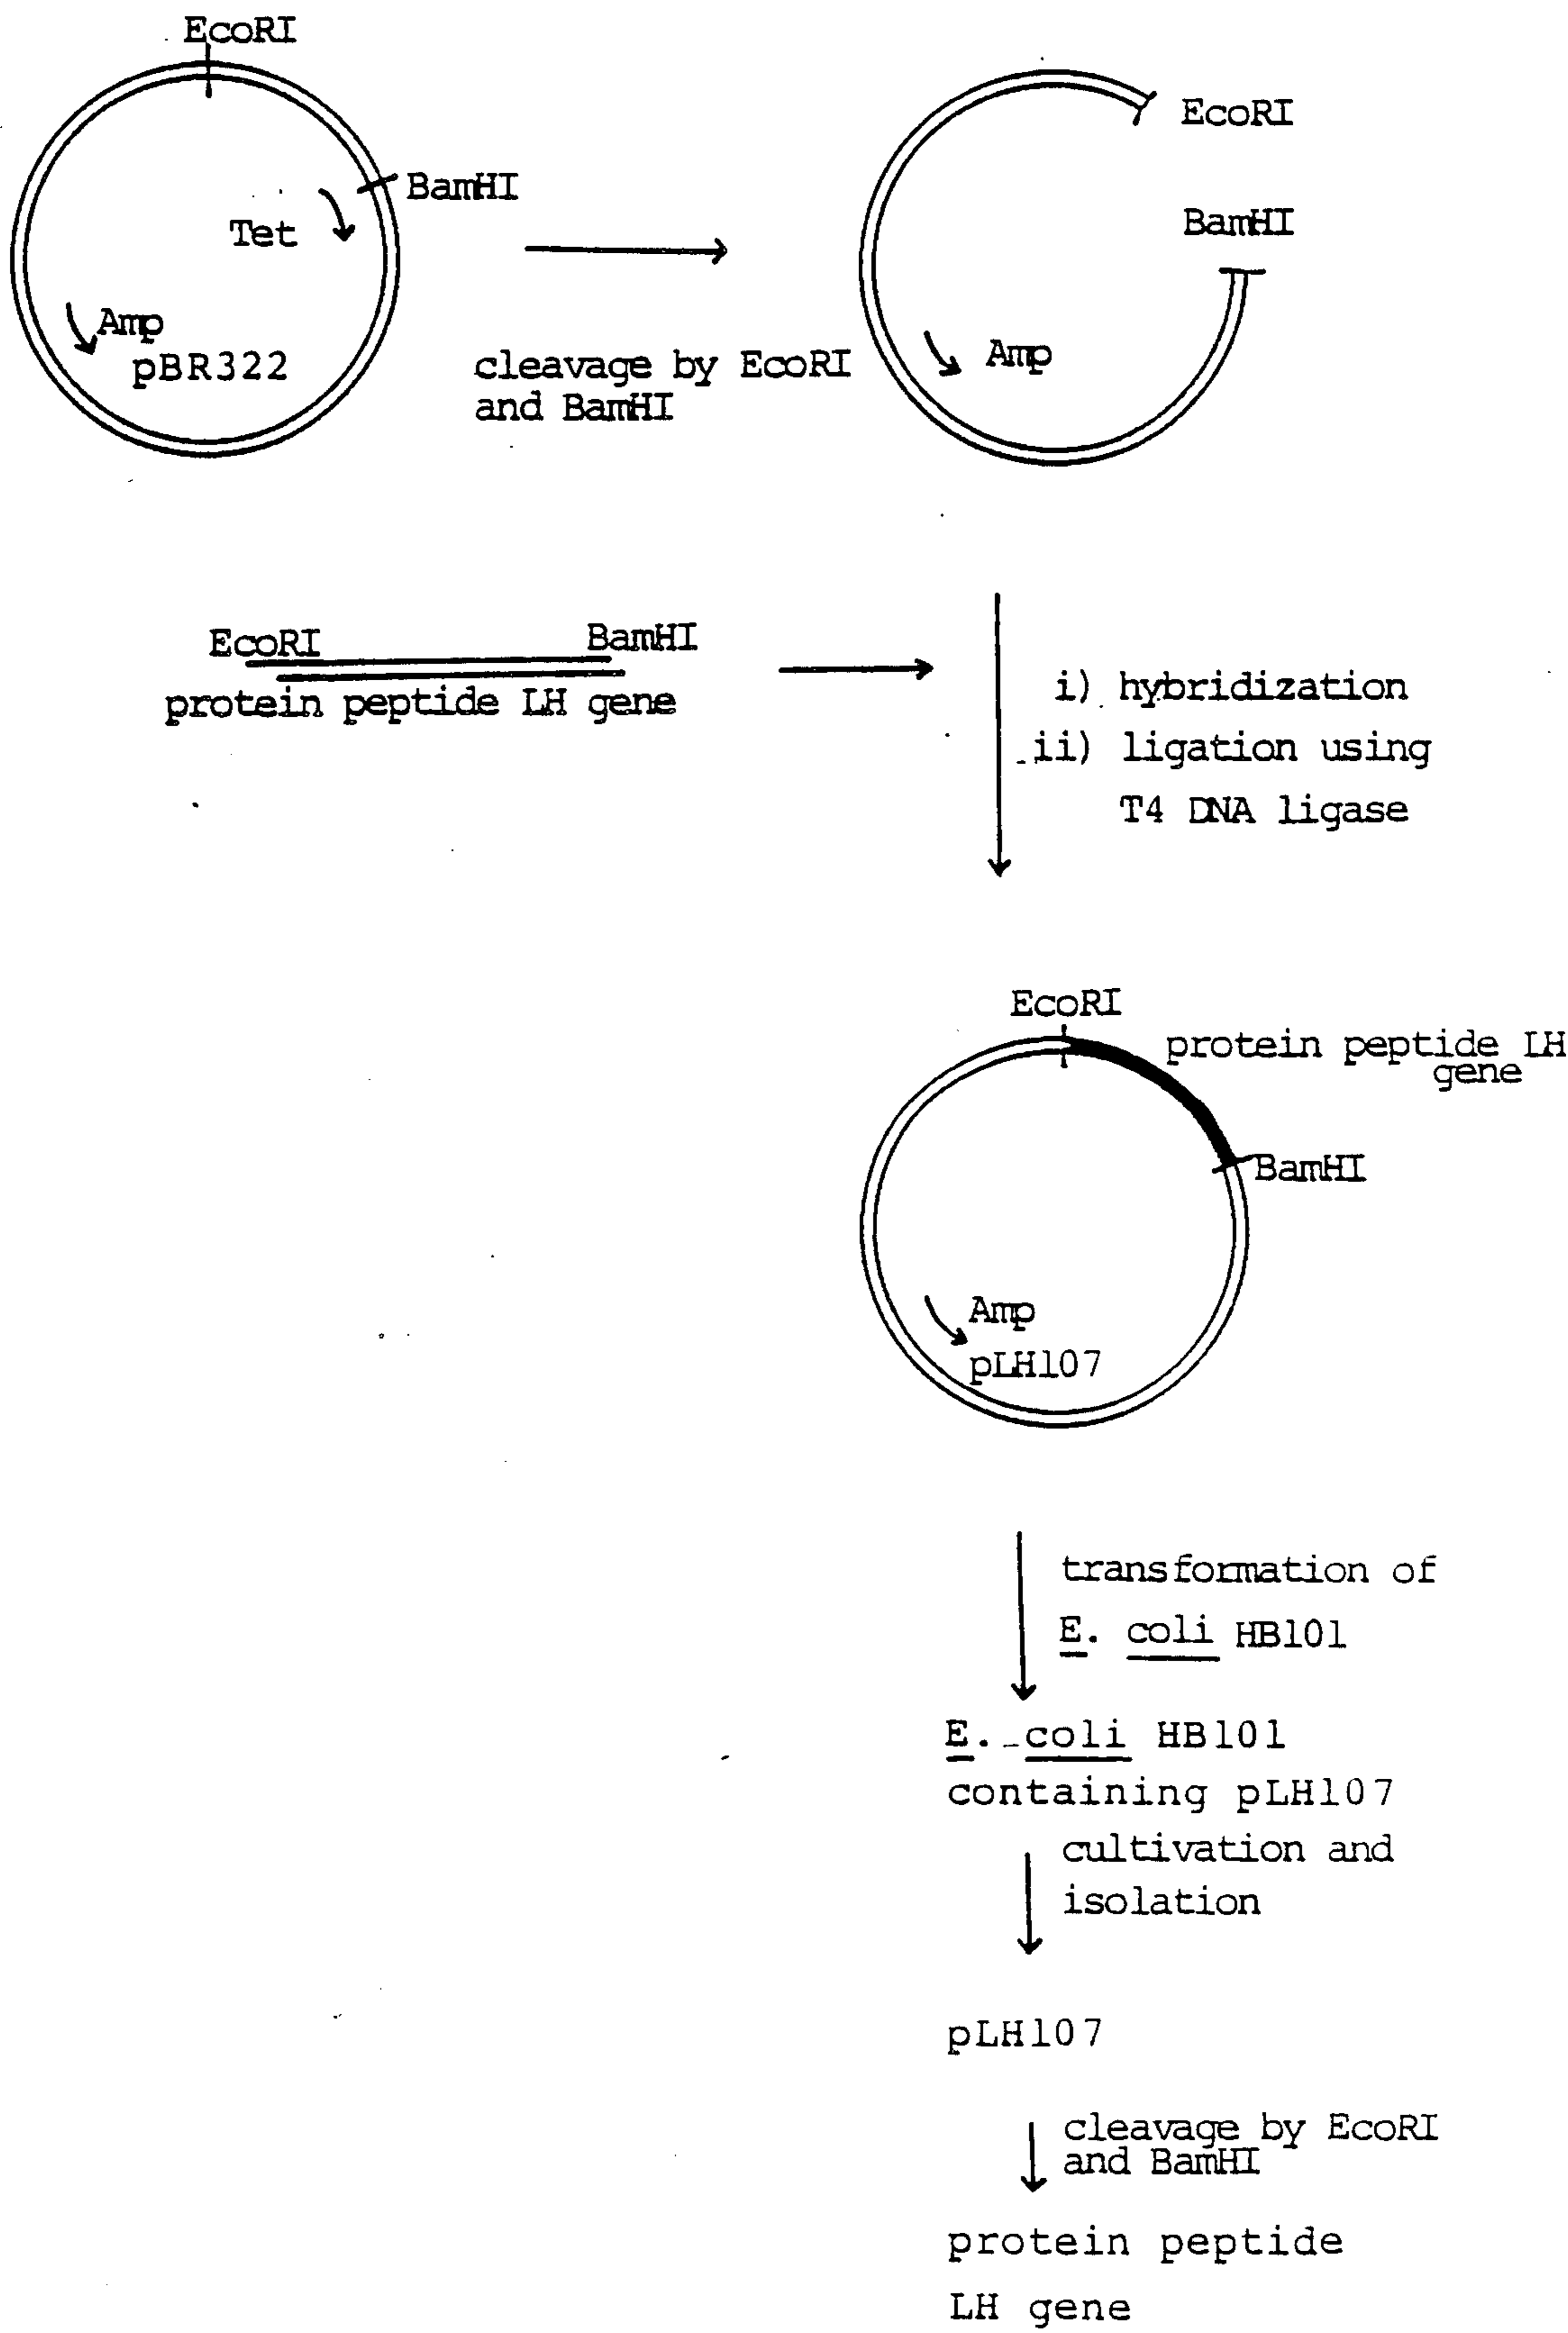 EcoRI
BamHI
Tet
Amp
pBR322
cleavage by EcoRI
and BamHI
EcoRI
BamHI
Amp
EcoRI BamHI
protein peptide LH gene
i) hybridization
ii) ligation using
T4 DNA ligase
EcoRI
protein peptide LH
gene
BamHI
Amp
pLH107
transformation of
E. coli HB101
E. coli HB101
containing pLH107
cultivation and
isolation
pLH107
cleavage by EcoRI
and BamHI
protein peptide
LH gene